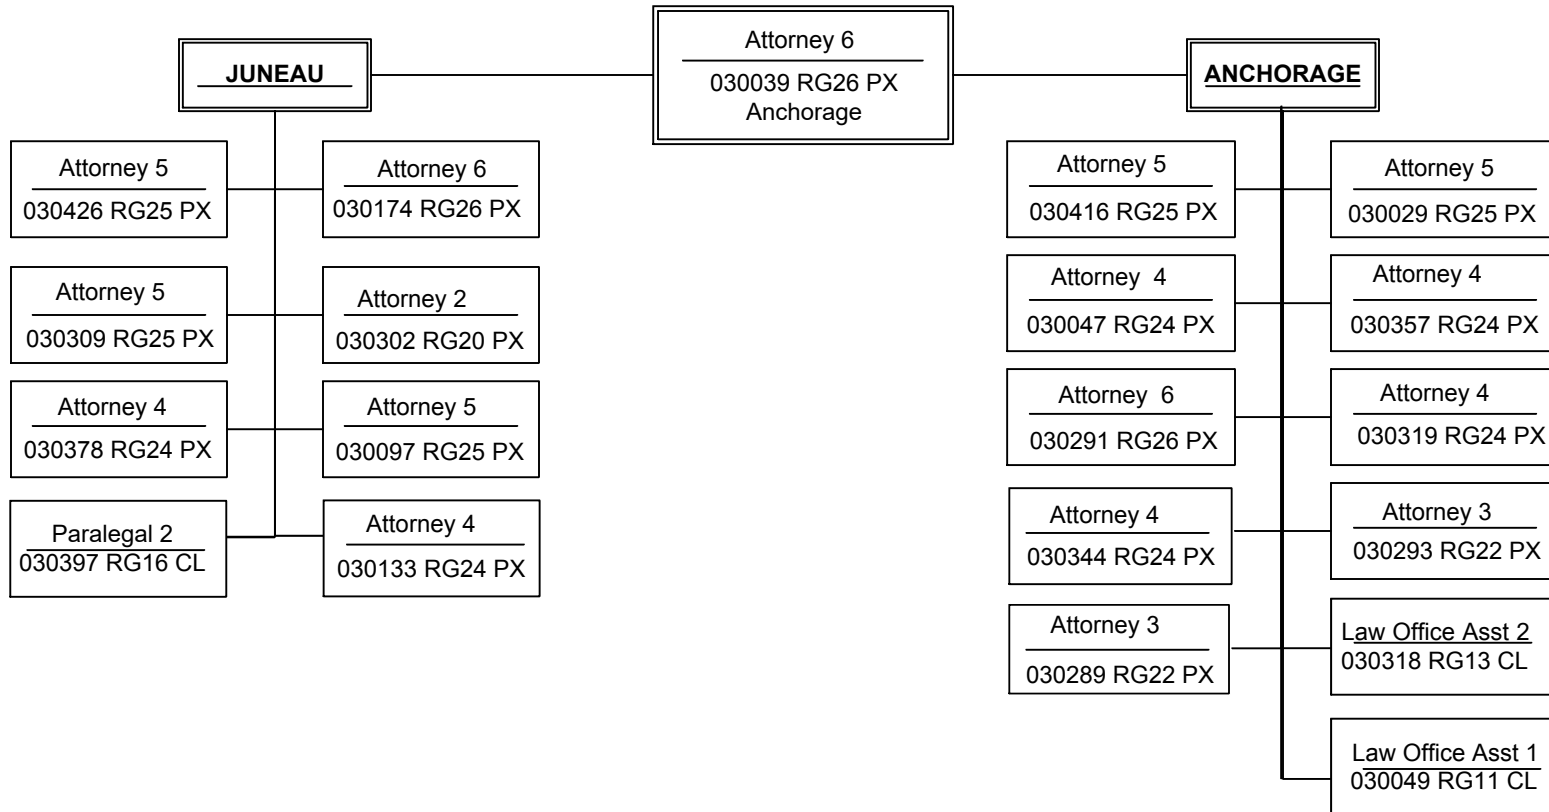 Attorney 6
030039 RG26 PX
Anchorage
JUNEAU
Attorney 5
030426 RG25 PX
Attorney 6
030174 RG26 PX
Attorney 5
030309 RG25 PX
Attorney 2
030302 RG20 PX
Attorney 4
030378 RG24 PX
Attorney 5
030097 RG25 PX
Paralegal 2
030397 RG16 CL
Attorney 4
030133 RG24 PX
ANCHORAGE
Attorney 5
030416 RG25 PX
Attorney 5
030029 RG25 PX
Attorney 4
030047 RG24 PX
Attorney 4
030357 RG24 PX
Attorney 6
030291 RG26 PX
Attorney 4
030319 RG24 PX
Attorney 4
030344 RG24 PX
Attorney 3
030293 RG22 PX
Attorney 3
030289 RG22 PX
Law Office Asst 2
030318 RG13 CL
Law Office Asst 1
030049 RG11 CL